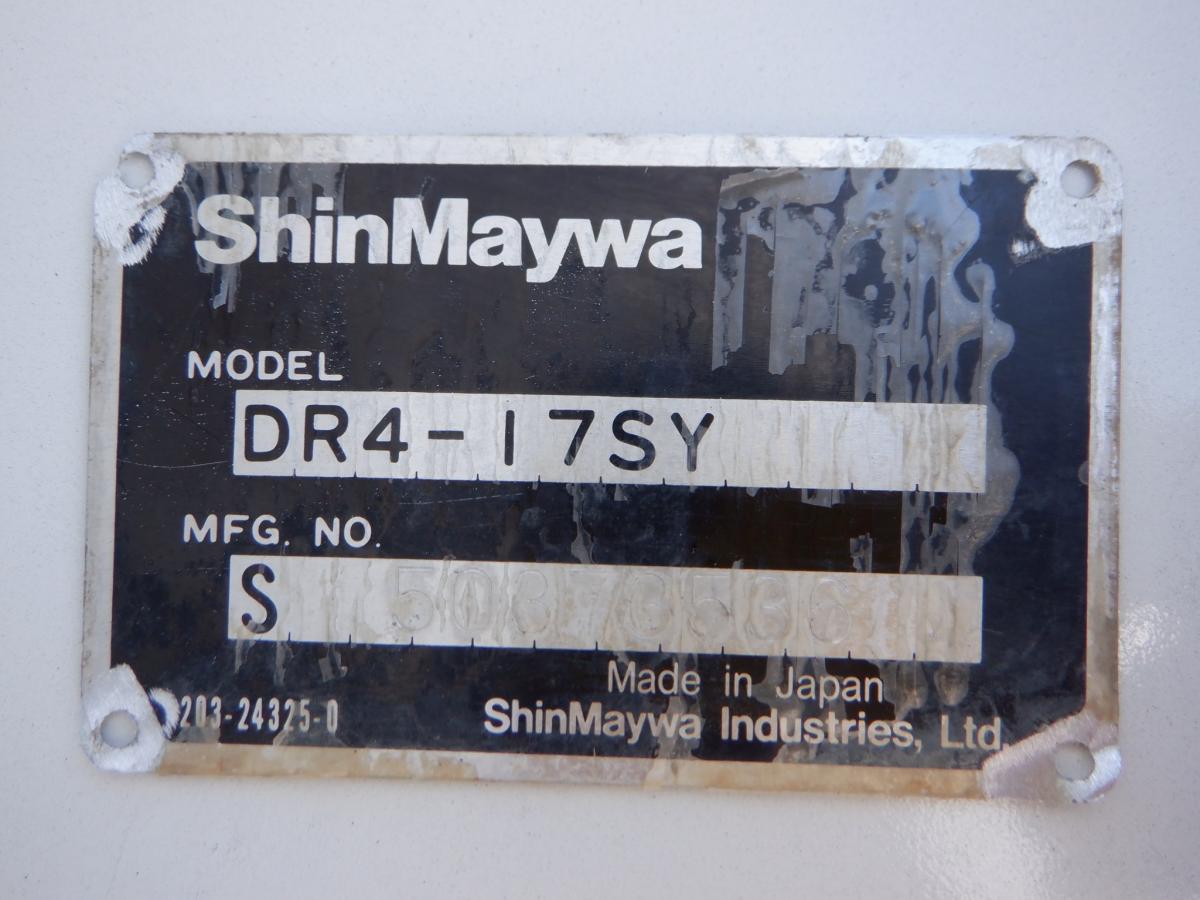 ShinMaywa
MODEL
DR4-17SY
MFG. NO.
S
Made in Japan
203-24325-0
ShinMaywa Industries, Ltd.